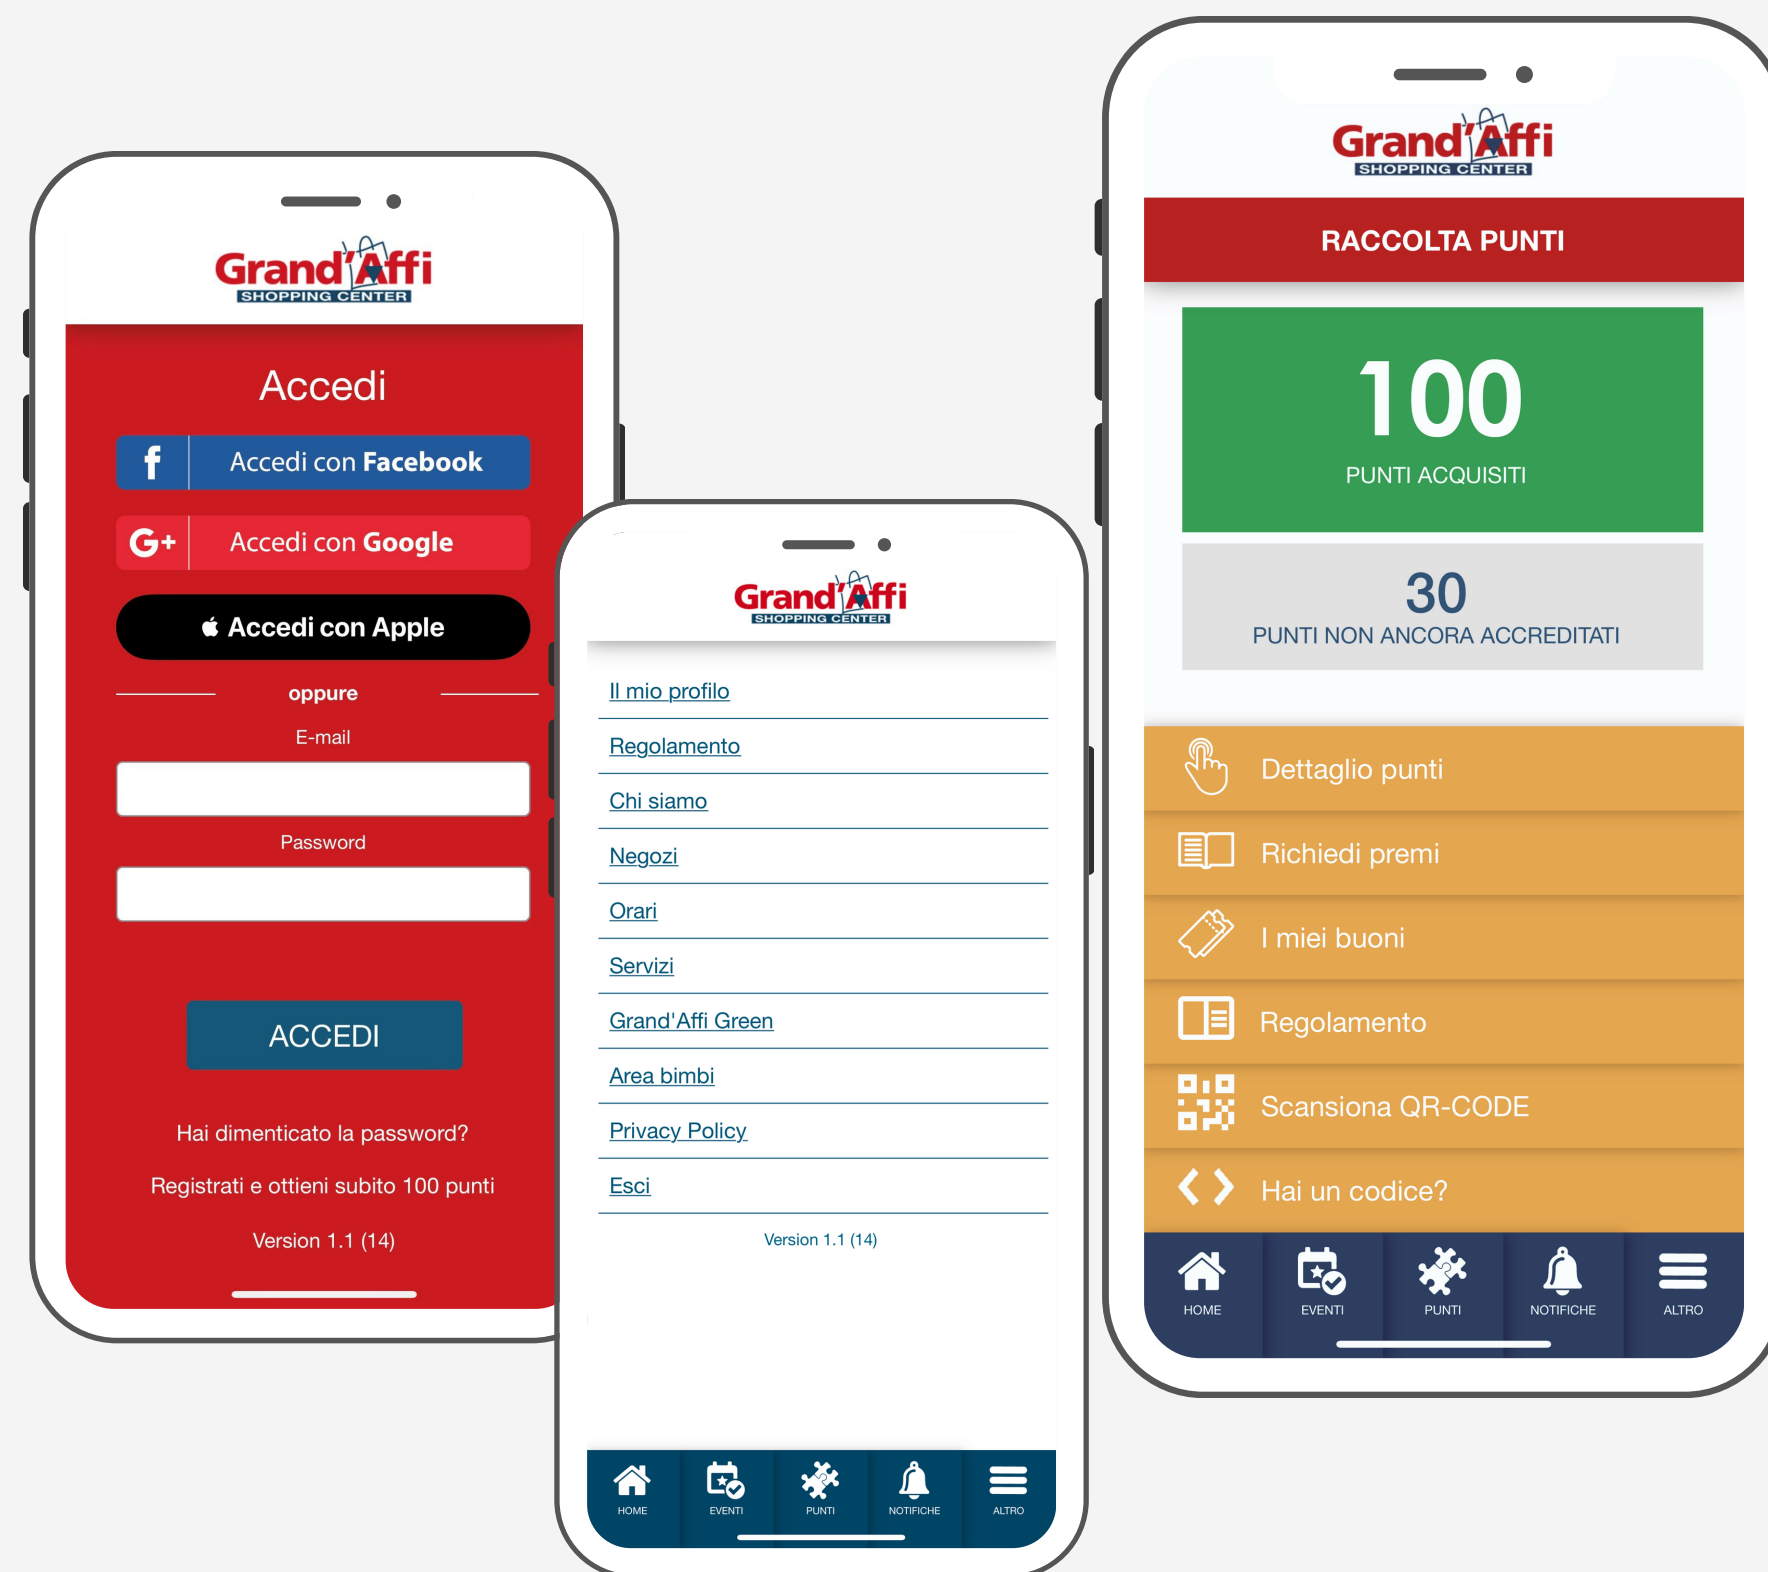 Grand'Affi
SHOPPING CENTER
Accedi
f Accedi con Facebook
G+ Accedi con Google
Accedi con Apple
oppure
E-mail
Password
ACCEDI
Hai dimenticato la password?
Registrati e ottieni subito 100 punti
Version 1.1 (14)
Grand'Affi
SHOPPING CENTER
Il mio profilo
Regolamento
Chi siamo
Negozi
Orari
Servizi
Grand'Affi Green
Area bimbi
Privacy Policy
Esci
Version 1.1 (14)
HOME EVENTI PUNTI NOTIFICHE ALTRO
Grand'Affi
SHOPPING CENTER
RACCOLTA PUNTI
100
PUNTI ACQUISITI
30
PUNTI NON ANCORA ACCREDITATI
Dettaglio punti
Richiedi premi
I miei buoni
Regolamento
Scansiona QR-CODE
Hai un codice?
HOME EVENTI PUNTI NOTIFICHE ALTRO